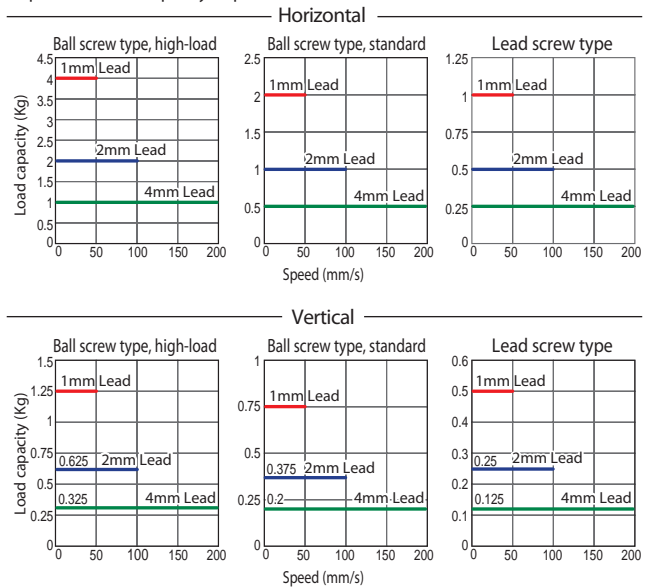 Horizontal
Ball screw type, high-load
Load capacity (Kg)
4.5
4
3.5
3
2.5
2
1.5
1
0.5
0
1mm Lead
2mm Lead
4mm Lead
0 50 100 150 200
Ball screw type, standard
2.5
2
1.5
1
0.5
0
1mm Lead
2mm Lead
4mm Lead
0 50 100 150 200
Speed (mm/s)
Lead screw type
1.25
1
0.75
0.5
0.25
0
1mm Lead
2mm Lead
4mm Lead
0 50 100 150 200
Vertical
Ball screw type, high-load
Load capacity (Kg)
1.5
1.25
1
0.75
0.5
0.25
0
1mm Lead
0.625 2mm Lead
0.325 4mm Lead
0 50 100 150 200
Ball screw type, standard
1
0.75
0.5
0.25
0
1mm Lead
0.375 2mm Lead
0.2 4mm Lead
0 50 100 150 200
Speed (mm/s)
Lead screw type
0.6
0.5
0.4
0.3
0.2
0.1
0
1mm Lead
0.25 2mm Lead
0.125 4mm Lead
0 50 100 150 200